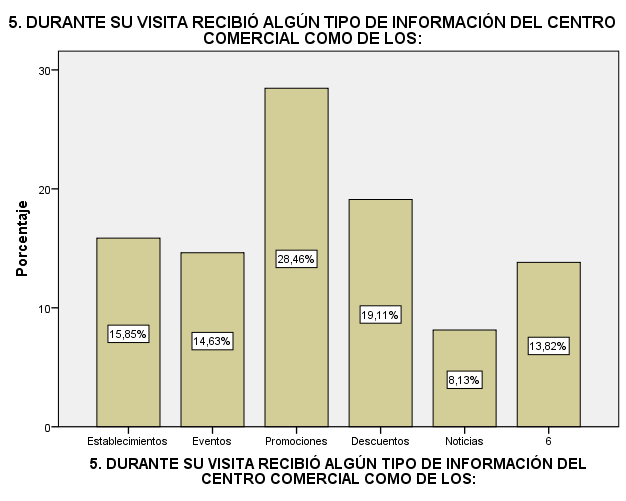 5. DURANTE SU VISITA RECIBIÓ ALGÚN TIPO DE INFORMACIÓN DEL CENTRO
COMERCIAL COMO DE LOS:
Porcentaje
30
20
10
0
15,85%
14,63%
28,46%
19,11%
8,13%
13,82%
Establecimientos Eventos Promociones Descuentos Noticias 6
5. DURANTE SU VISITA RECIBIÓ ALGÚN TIPO DE INFORMACIÓN DEL
CENTRO COMERCIAL COMO DE LOS: